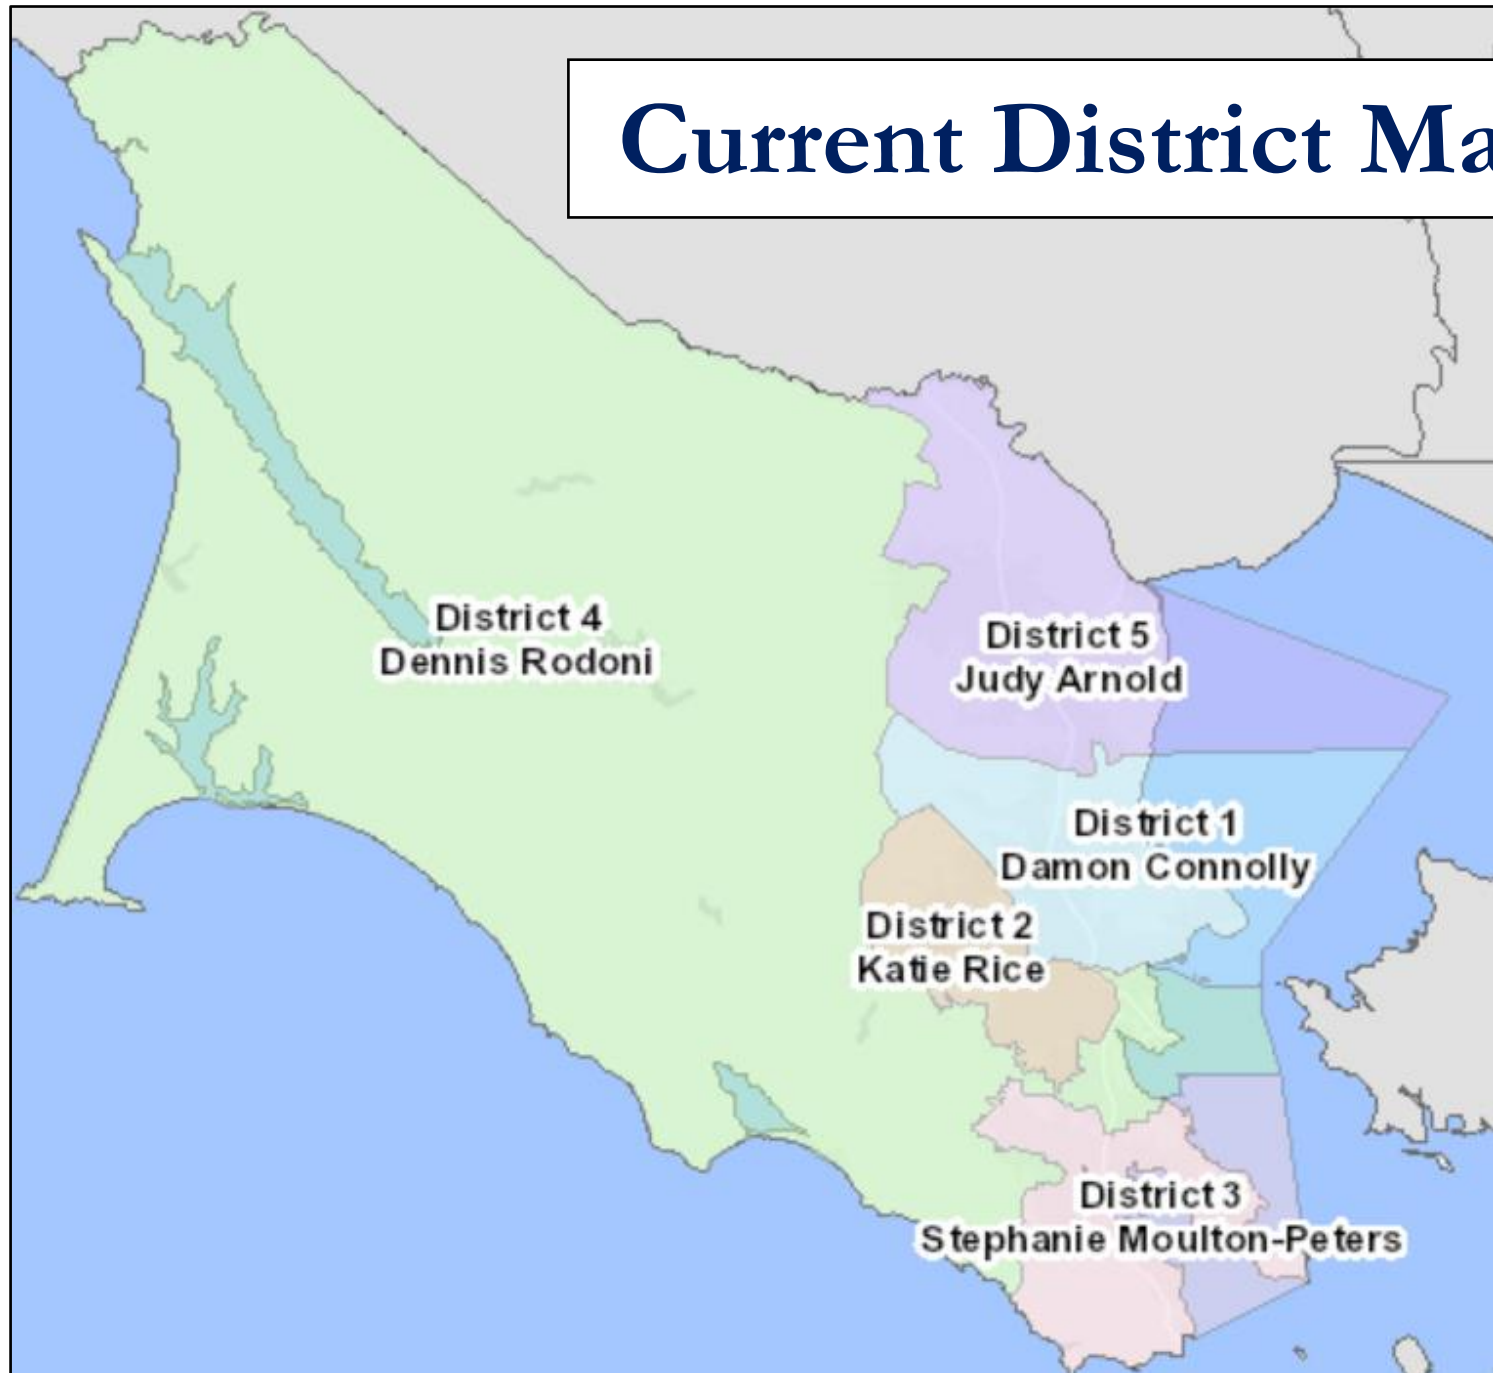 Current District Ma
District 4
Dennis Rodoni
District 5
Judy Arnold
District 1
Damon Connolly
District 2
Katie Rice
District 3
Stephanie Moulton-Peters